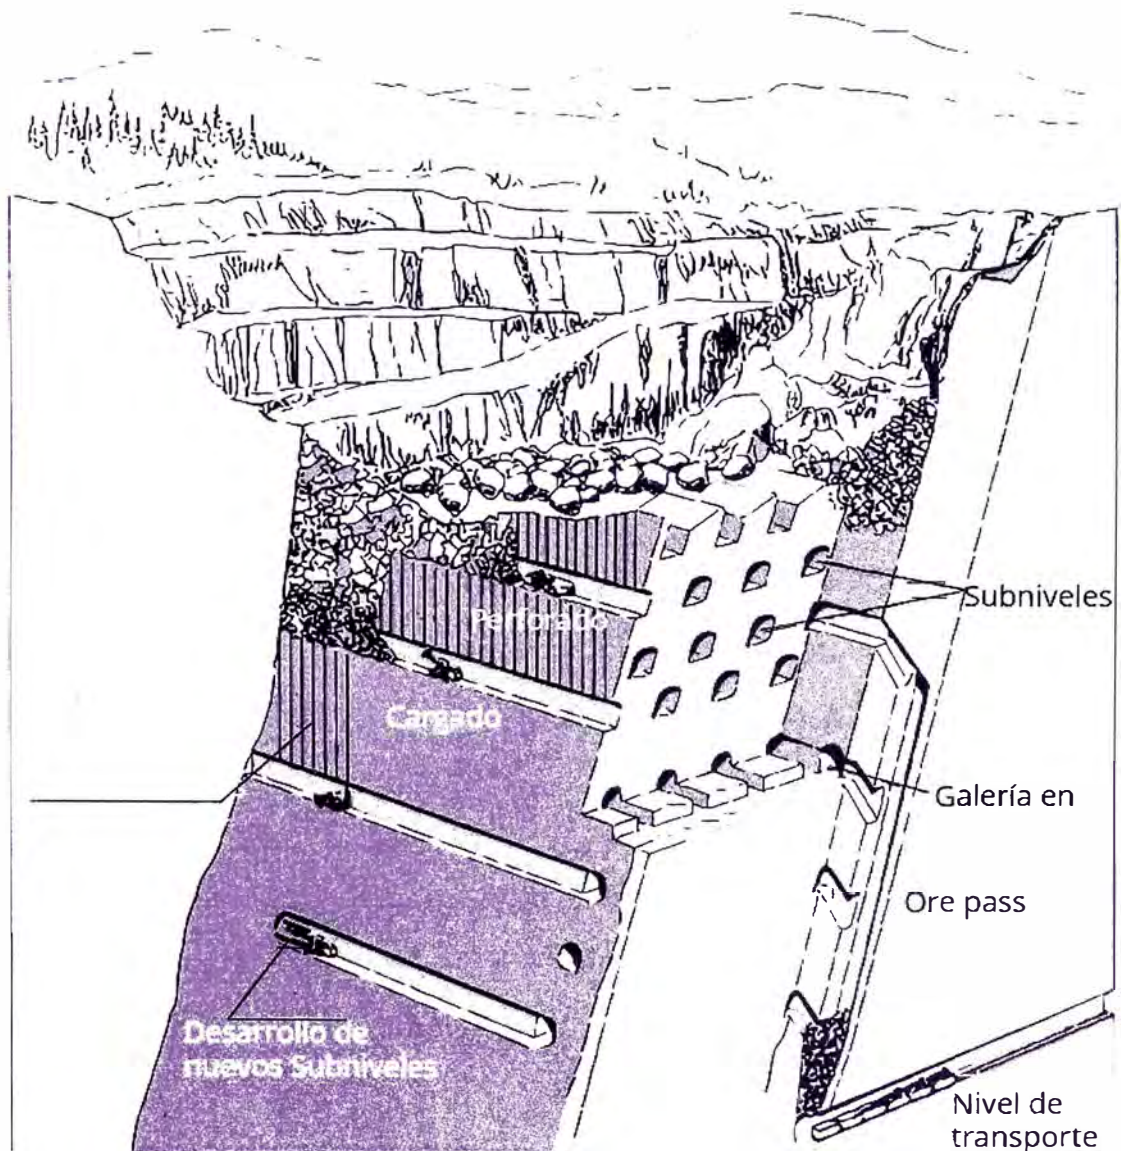 Subniveles
Perforado
Cargado
Galería en
Ore pass
Desarrollo de
nuevos Subniveles
Nivel de
transporte